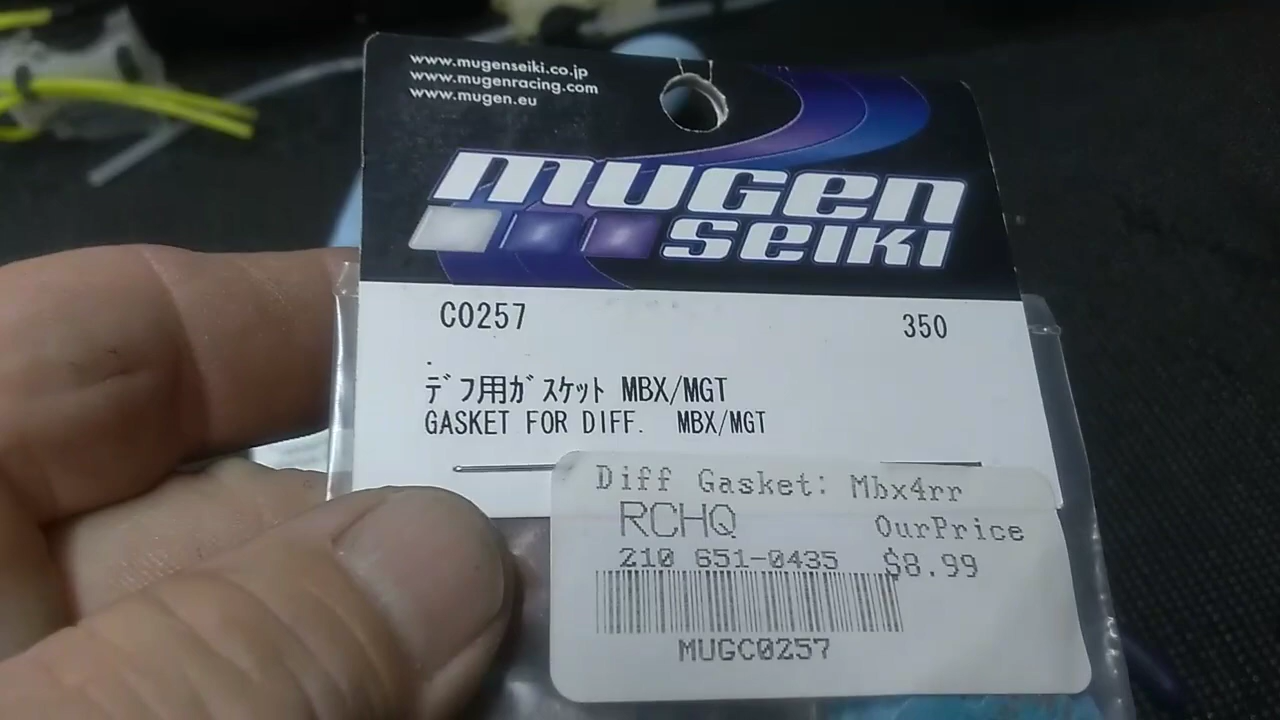 www.mugenseiki.co.jp
www.mugenracing.com
www.mugen.eu
mugen
seiki
C0257 350
ﾃﾞﾌ用ｶﾞｽｹｯﾄ MBX/MGT
GASKET FOR DIFF. MBX/MGT
Diff Gasket: Mbx4rr
RCHQ OurPrice
210 651-0435 $8.99
MUGC0257